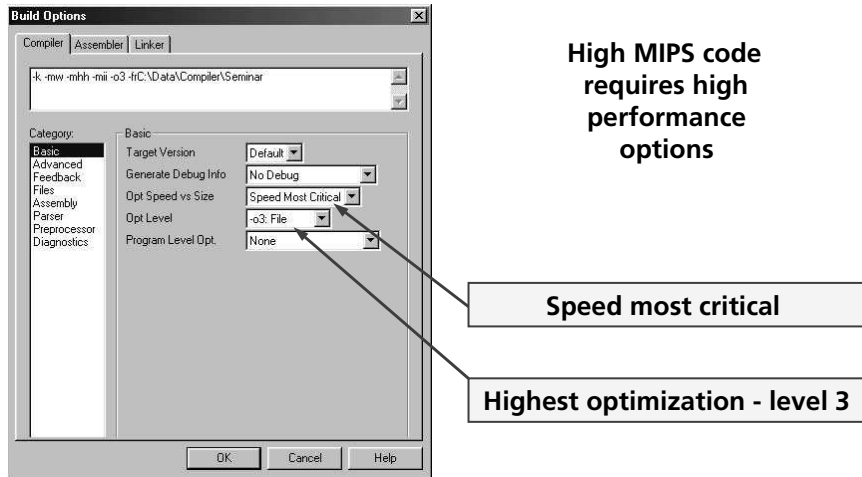 Build Options
Compiler Assembler Linker
-k -mw -mhh -mii -o3 -frC:\Data\Compiler\Seminar
Category:
Basic
Advanced
Feedback
Files
Assembly
Parser
Preprocessor
Diagnostics
Basic
Target Version Default
Generate Debug Info No Debug
Opt Speed vs Size Speed Most Critical
Opt Level -o3: File
Program Level Opt. None
OK Cancel Help
High MIPS code
requires high
performance
options
Speed most critical
Highest optimization - level 3